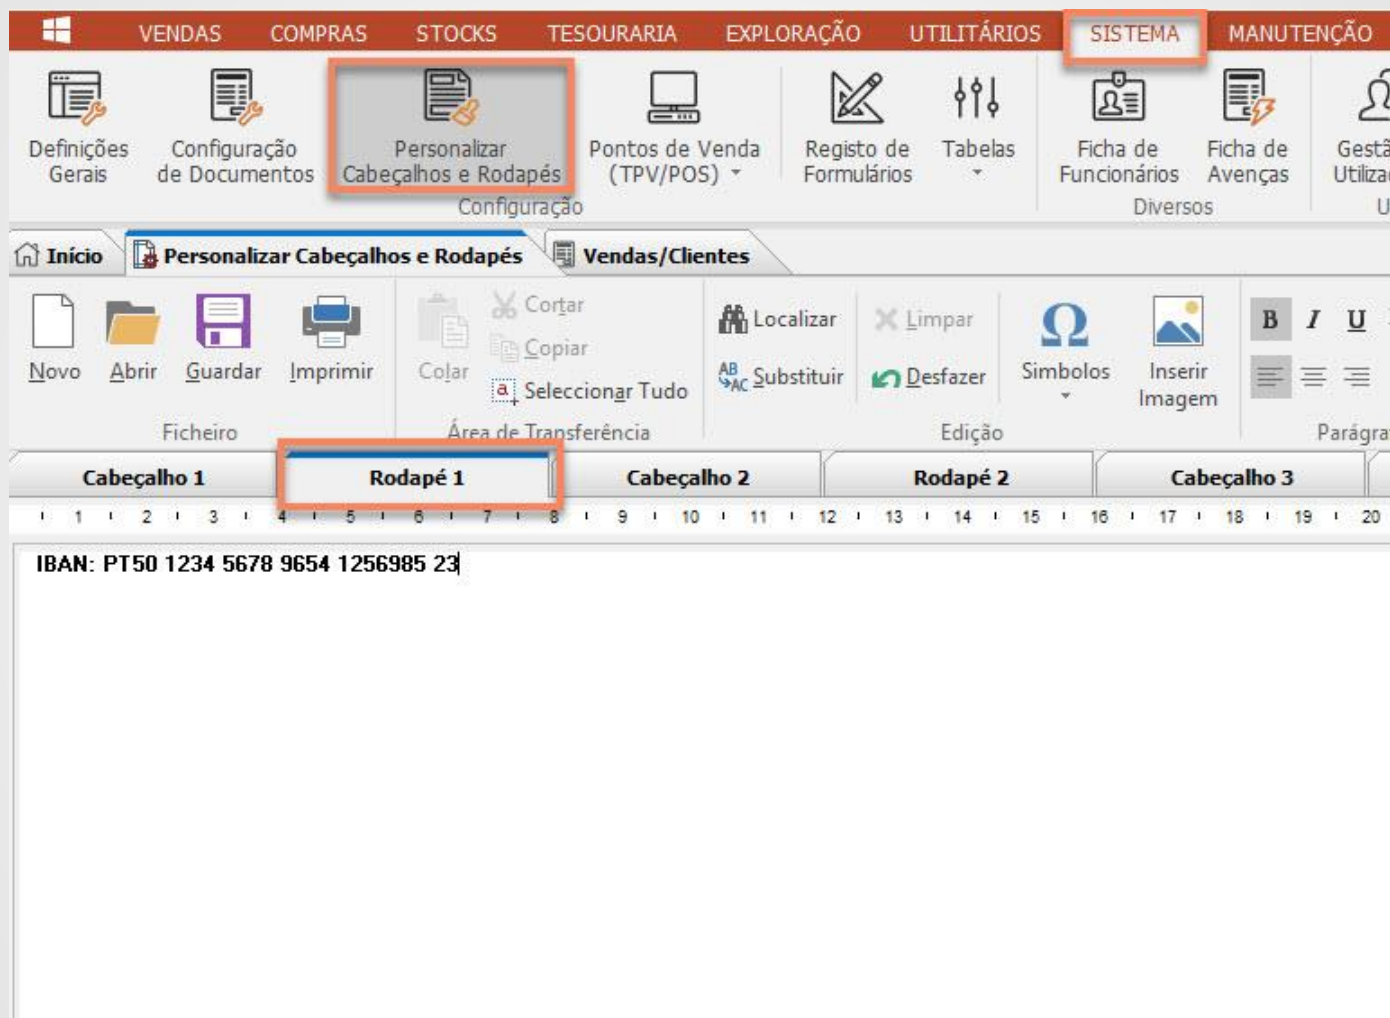 VENDAS COMPRAS STOCKS TESOURARIA EXPLORAÇÃO UTILITÁRIOS SISTEMA MANUTENÇÃO
Definições Gerais
Configuração de Documentos
Personalizar Cabeçalhos e Rodapés
Pontos de Venda (TPV/POS)
Registo de Formulários
Tabelas
Ficha de Funcionários
Ficha de Avenças
Configuração Diversos
Início Personalizar Cabeçalhos e Rodapés Vendas/Clientes
Novo Abrir Guardar Imprimir
Colar
Cortar
Copiar
Seleccionar Tudo
Localizar
Substituir
Limpar
Desfazer
Simbolos
Inserir Imagem
B I U
Ficheiro Área de Transferência Edição
Cabeçalho 1 Rodapé 1 Cabeçalho 2 Rodapé 2 Cabeçalho 3
1 2 3 4 5 6 7 8 9 10 11 12 13 14 15 16 17 18 19 20
IBAN: PT50 1234 5678 9654 1256985 23